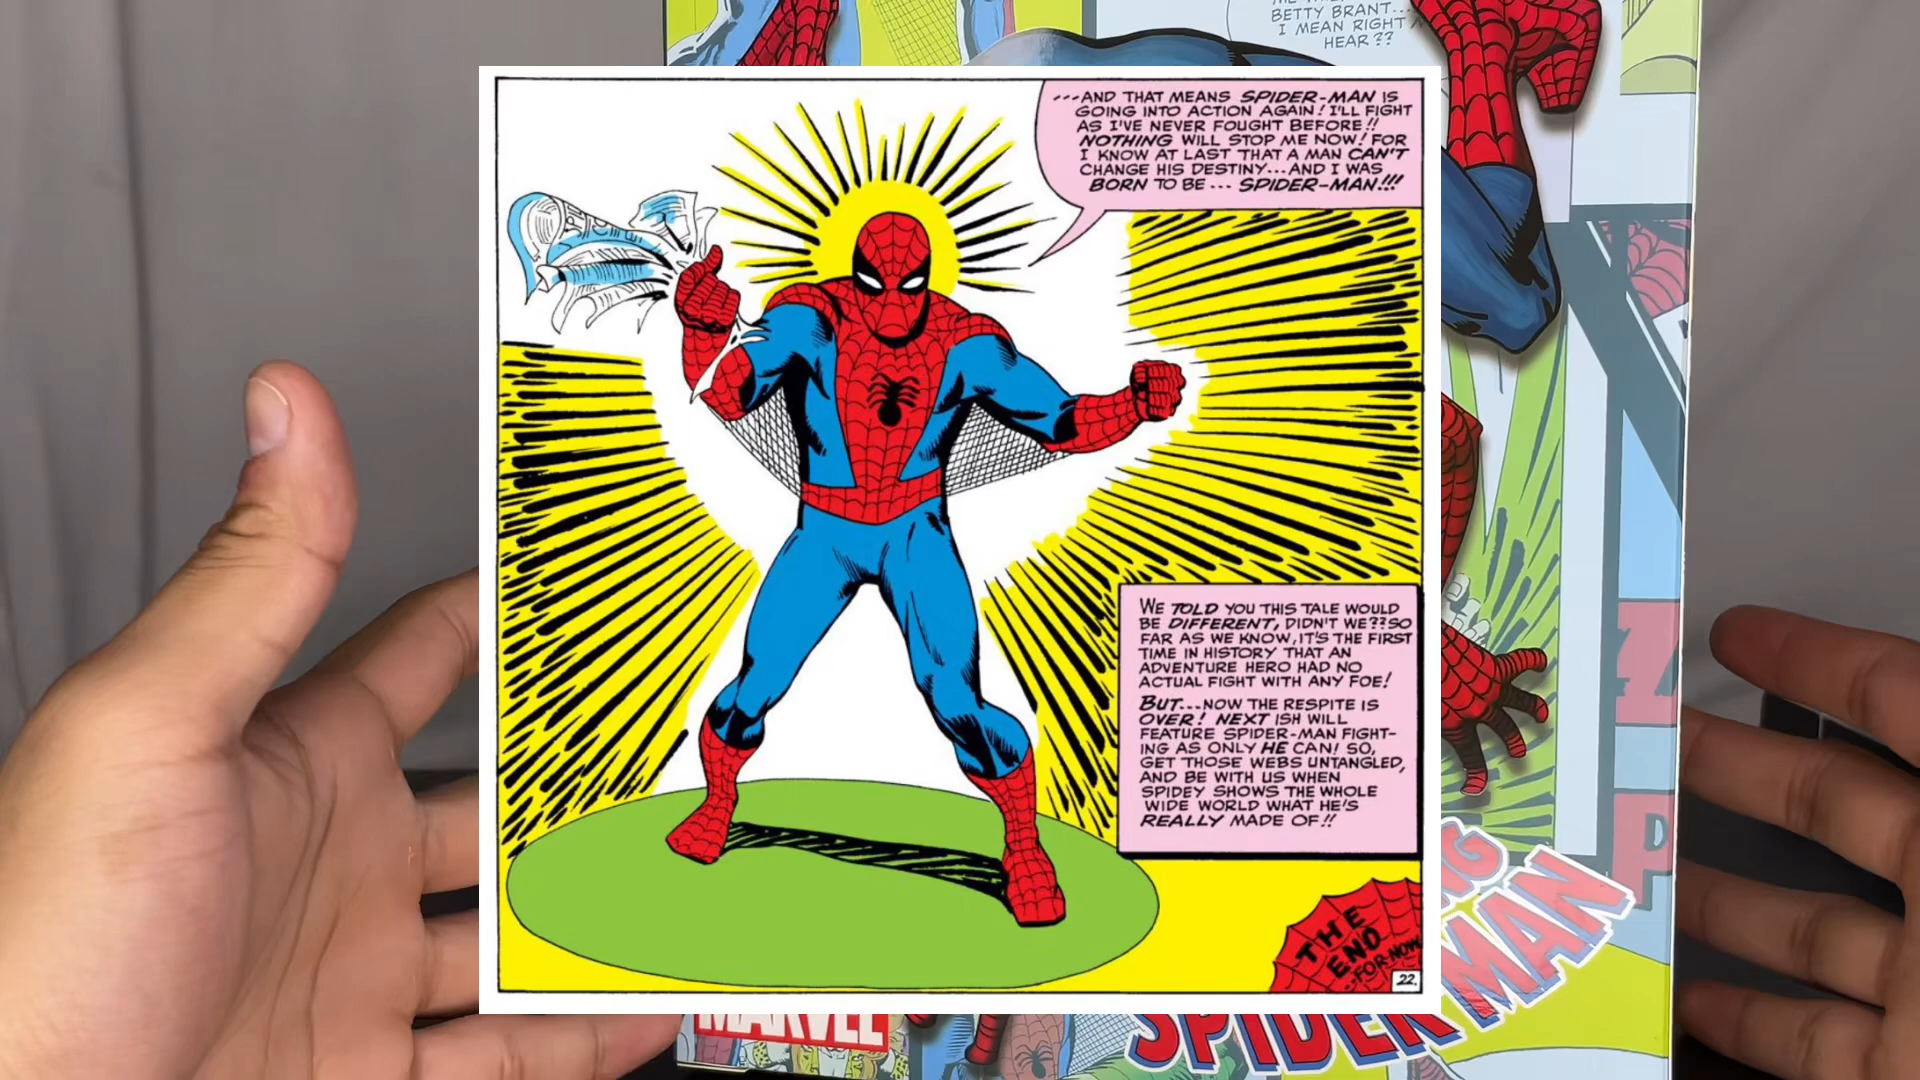 BETTY BRANT...
I MEAN RIGHT
HEAR??
---AND THAT MEANS SPIDER-MAN IS
GOING INTO ACTION AGAIN! I'LL FIGHT
AS I'VE NEVER FOUGHT BEFORE!!
NOTHING WILL STOP ME NOW! FOR
I KNOW AT LAST THAT A MAN CAN'T
CHANGE HIS DESTINY...AND I WAS
BORN TO BE... SPIDER-MAN!!!
WE TOLD YOU THIS TALE WOULD
BE DIFFERENT, DIDN'T WE?? SO
FAR AS WE KNOW, IT'S THE FIRST
TIME IN HISTORY THAT AN
ADVENTURE HERO HAD NO
ACTUAL FIGHT WITH ANY FOE!
BUT...NOW THE RESPITE IS
OVER! NEXT ISH WILL
FEATURE SPIDER-MAN FIGHT-
ING AS ONLY HE CAN! SO,
GET THOSE WEBS UNTANGLED,
AND BE WITH US WHEN
SPIDEY SHOWS THE WHOLE
WIDE WORLD WHAT HE'S
REALLY MADE OF!!
THE
END
..FOR NOW
22.
MARVEL
SPIDER-MAN